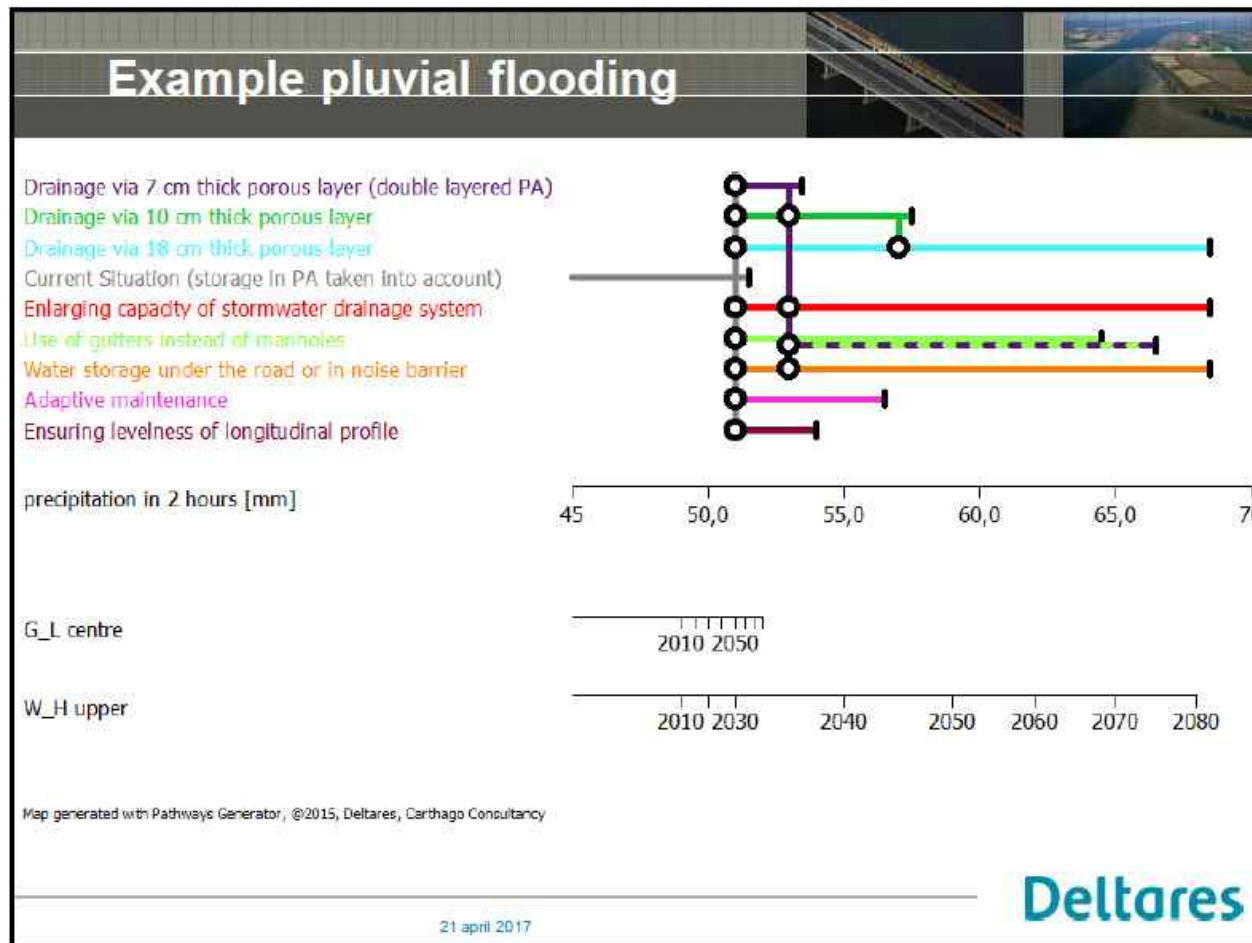 Example pluvial flooding
Drainage via 7 cm thick porous layer (double layered PA)
Drainage via 10 cm thick porous layer
Drainage via 18 cm thick porous layer
Current Situation (storage in PA taken into account)
Enlarging capacity of stormwater drainage system
Use of gutters instead of manholes
Water storage under the road or in noise barrier
Adaptive maintenance
Ensuring levelness of longitudinal profile
precipitation in 2 hours [mm]
45 50,0 55,0 60,0 65,0
G_L centre
2010 2050
W_H upper
2010 2030 2040 2050 2060 2070 2080
Map generated with Pathways Generator, @2015, Deltares, Carthago Consultancy
Deltares
21 april 2017